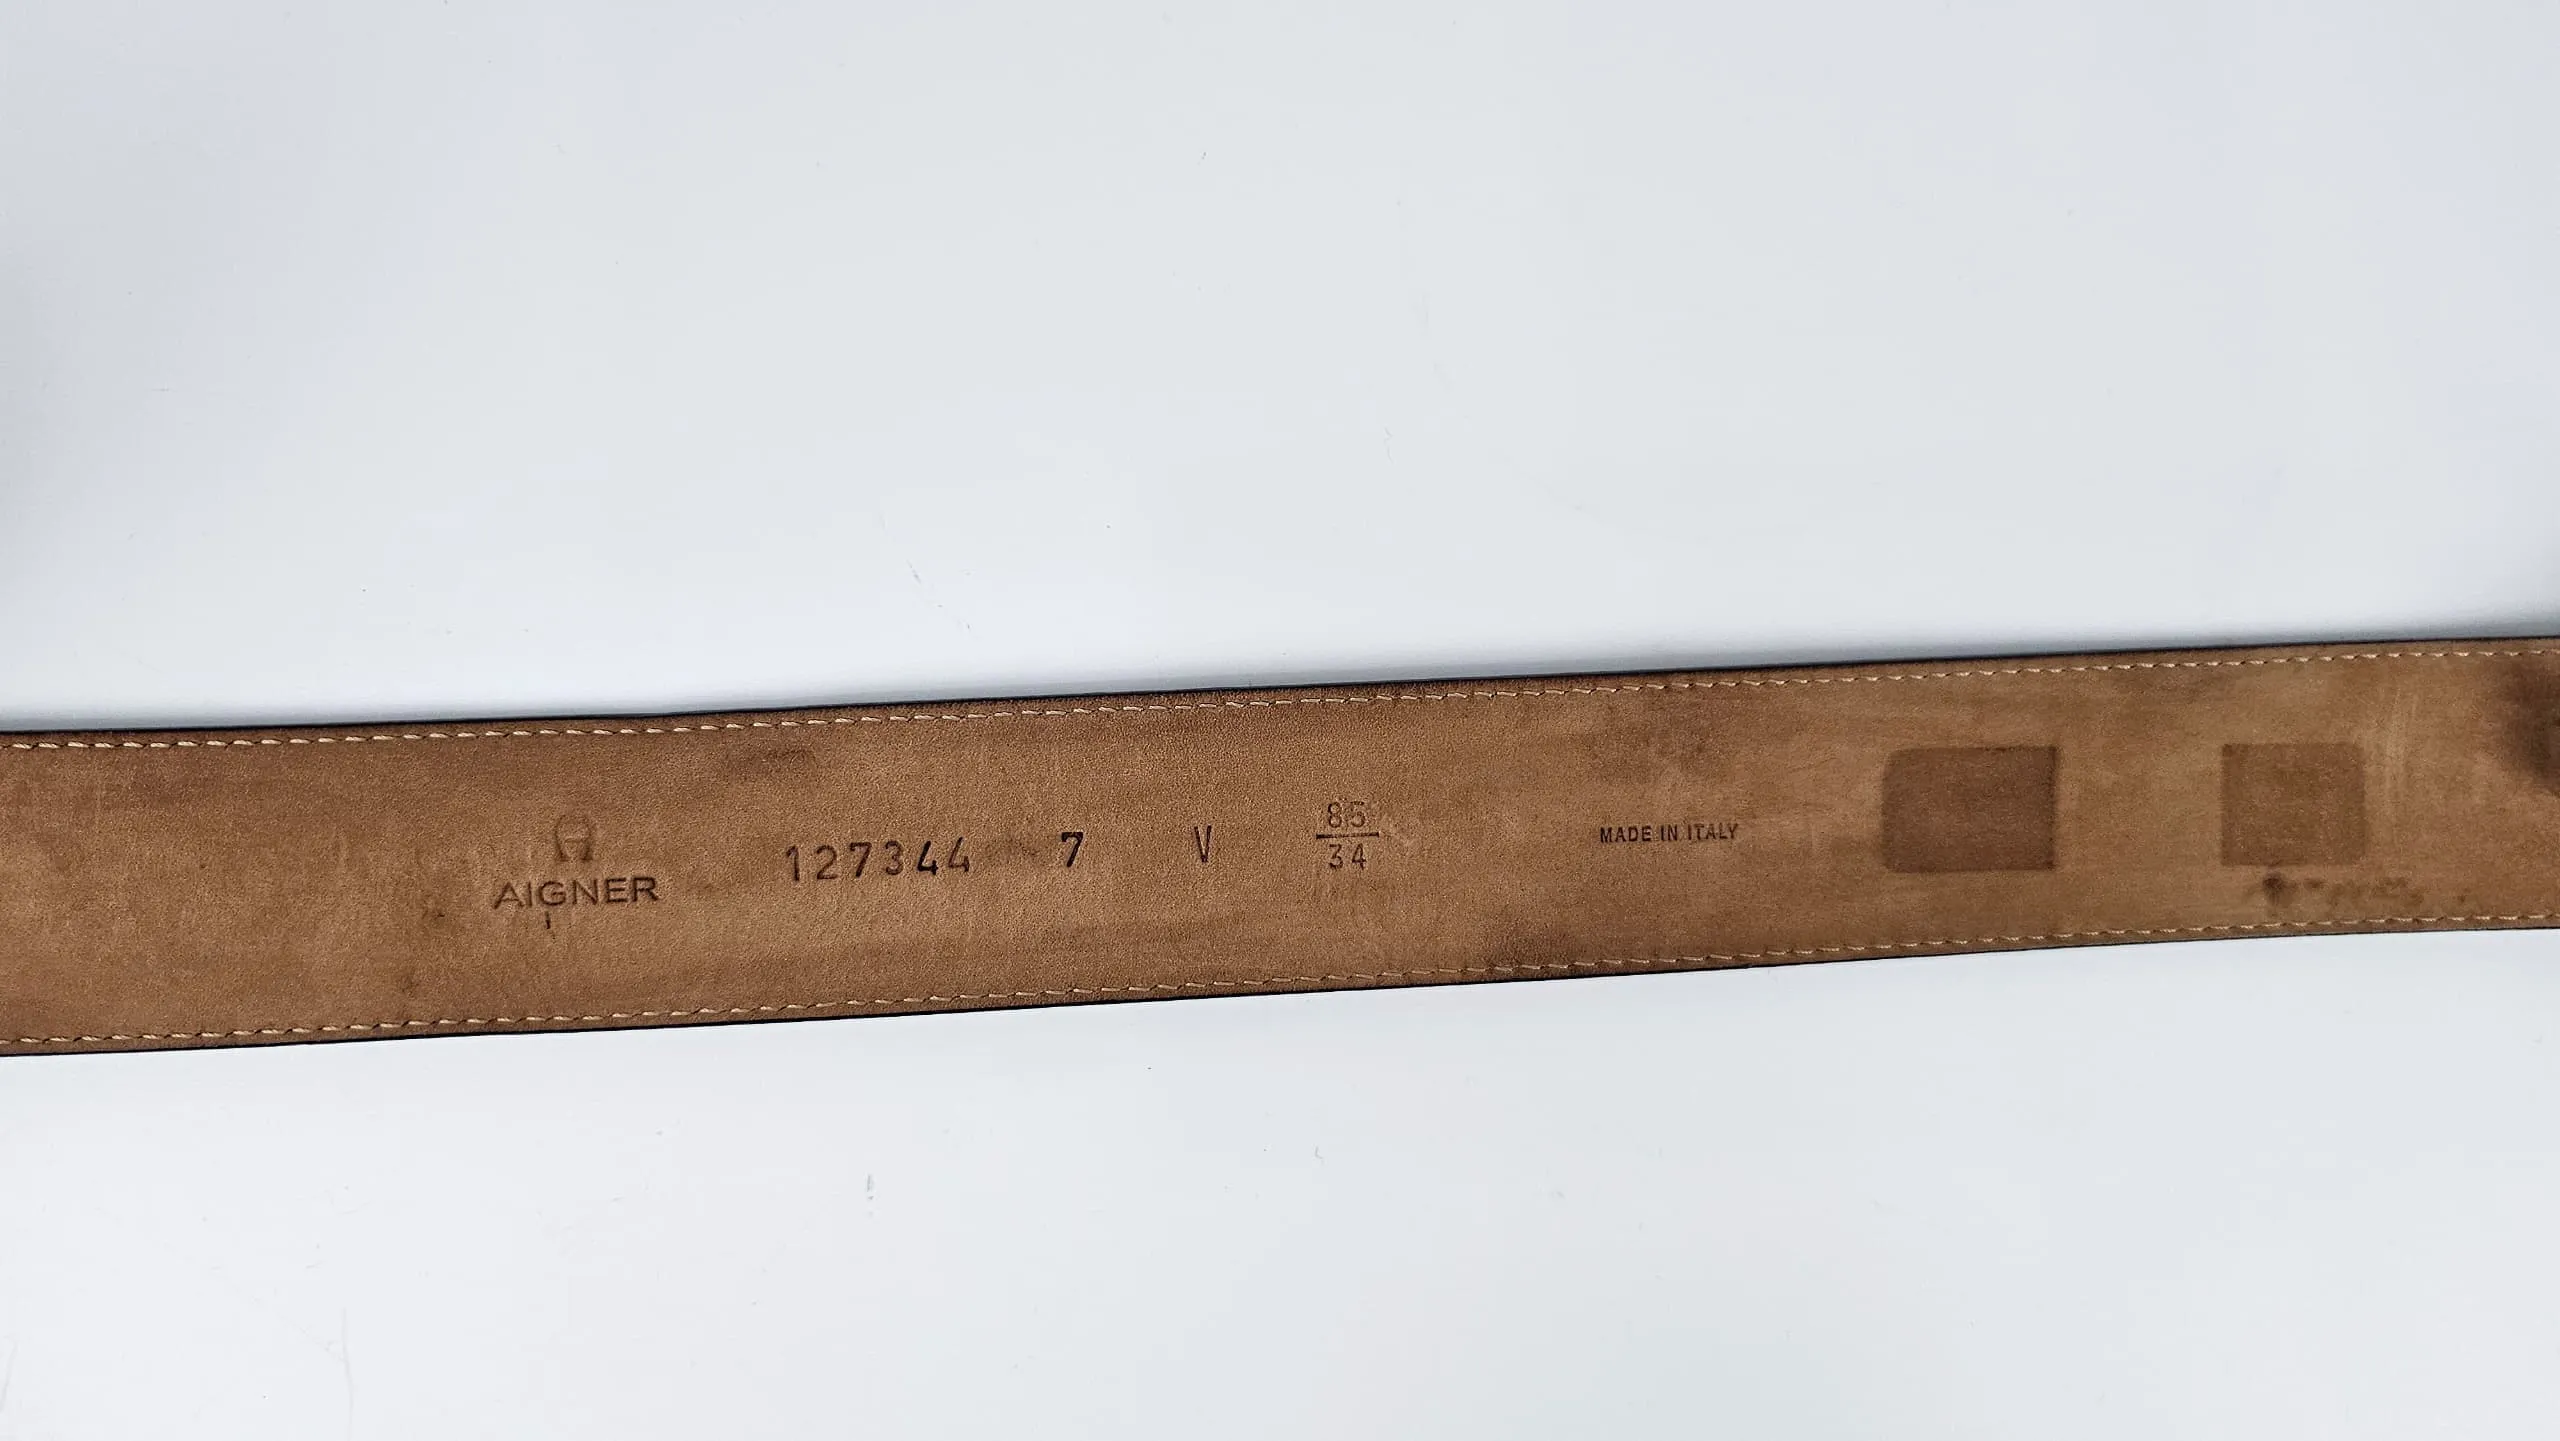 AIGNER
127344 7 V 85
34
MADE IN ITALY